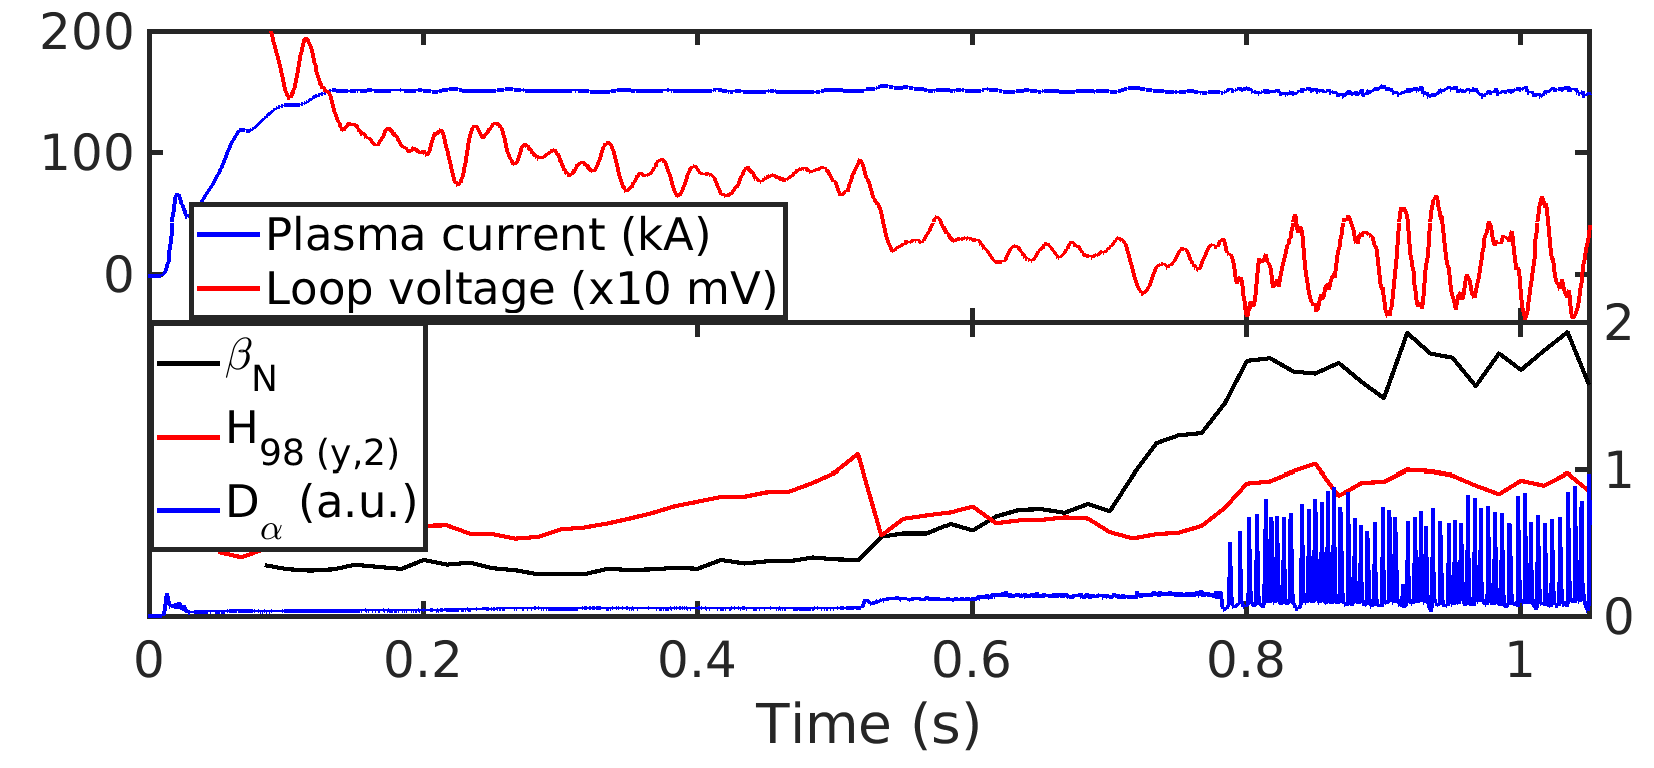 200
100
0
Plasma current (kA)
Loop voltage (x10 mV)
2
1
0
β_N
H_98 (y,2)
D_α (a.u.)
0 0.2 0.4 0.6 0.8 1
Time (s)